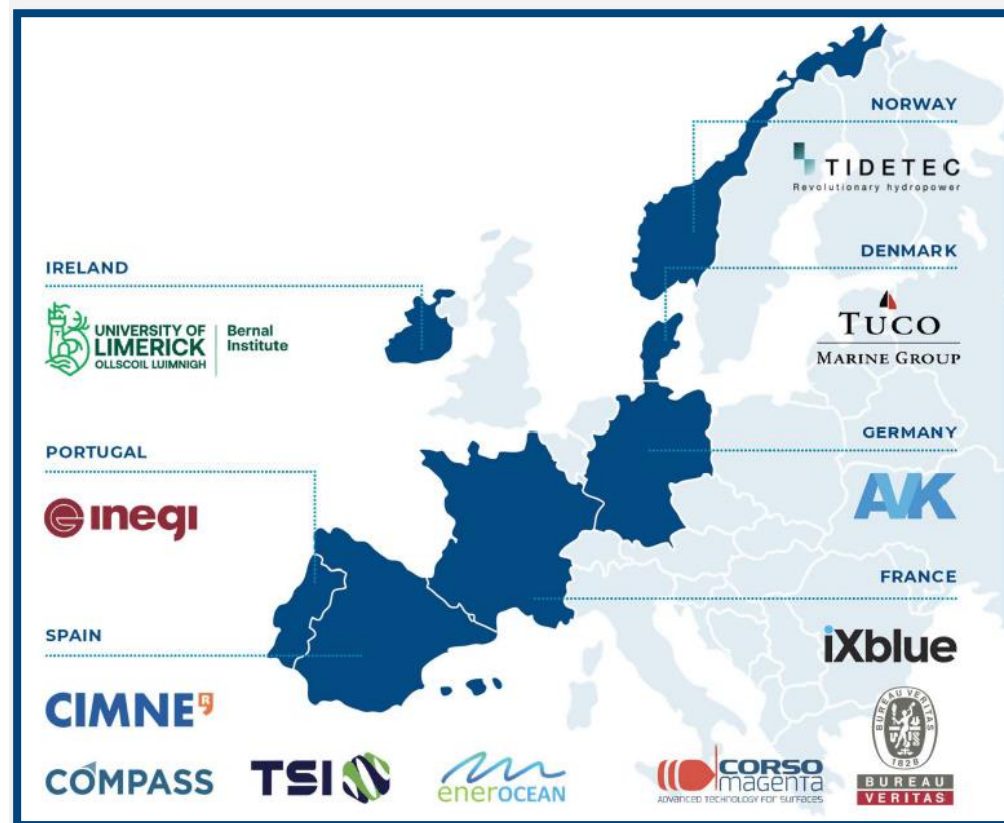 NORWAY
TIDETEC
Revolutionary hydropower
DENMARK
TUCO
MARINE GROUP
IRELAND
UNIVERSITY OF
LIMERICK
OLLSCOIL LUIMNIGH
Bernal
Institute
GERMANY
AVK
PORTUGAL
inegi
FRANCE
iXblue
SPAIN
CIMNE R
COMPASS
TSI
enerOCEAN
CORSO
magenta
ADVANCED TECHNOLOGY FOR SURFACES
BUREAU VERITAS
1828
BUREAU
VERITAS